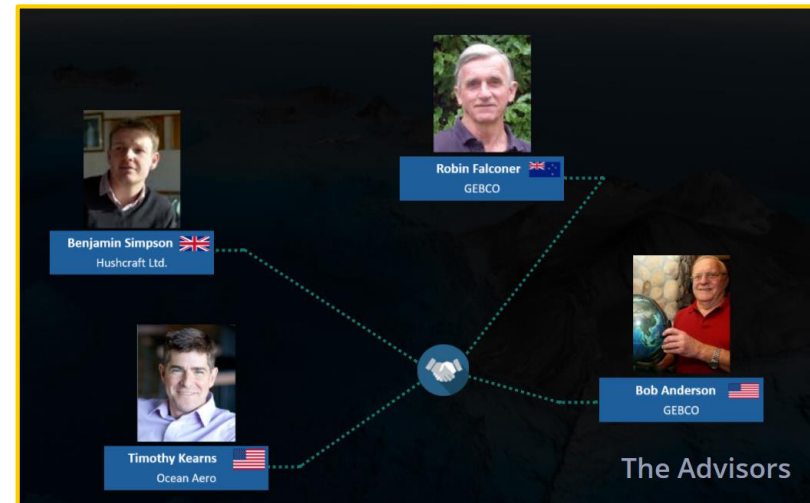 Robin Falconer
GEBCO
Benjamin Simpson
Hushcraft Ltd.
Bob Anderson
GEBCO
Timothy Kearns
Ocean Aero
The Advisors